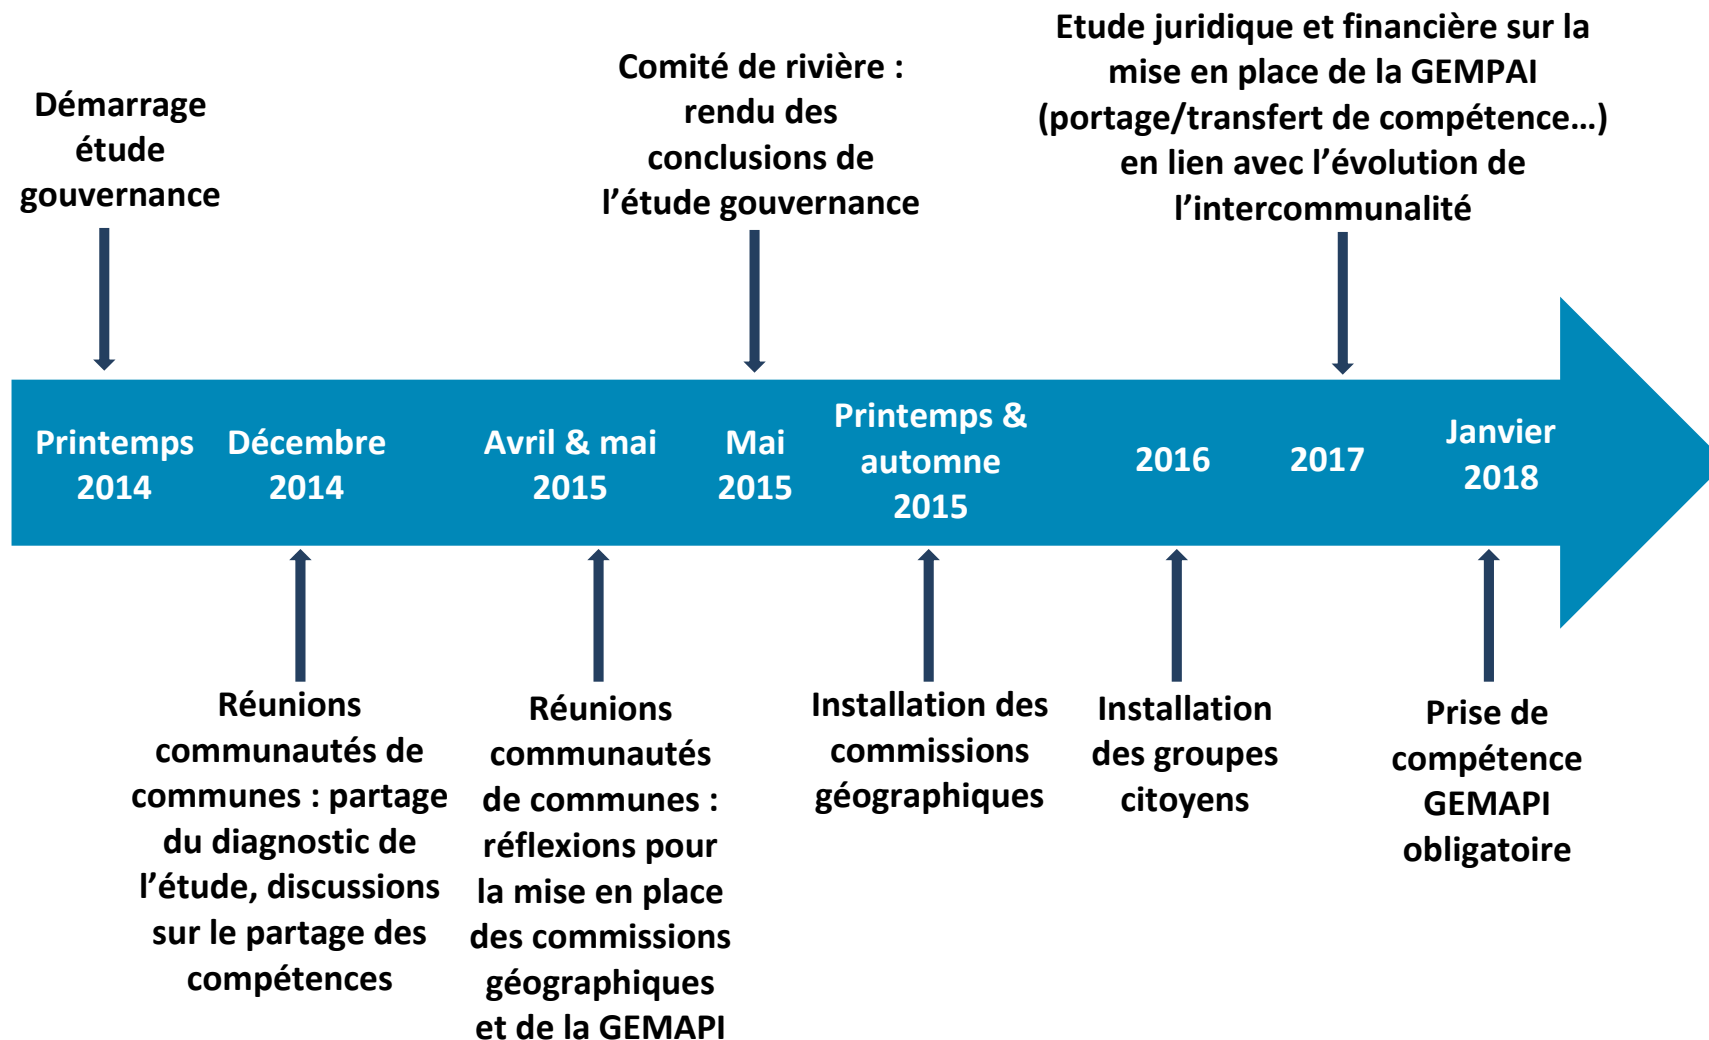 Démarrage
étude
gouvernance
Comité de rivière :
rendu des
conclusions de
l’étude gouvernance
Etude juridique et financière sur la
mise en place de la GEMPAI
(portage/transfert de compétence…)
en lien avec l’évolution de
l’intercommunalité
Printemps
2014
Décembre
2014
Avril & mai
2015
Mai
2015
Printemps &
automne
2015
2016
2017
Janvier
2018
Réunions
communautés de
communes : partage
du diagnostic de
l’étude, discussions
sur le partage des
compétences
Réunions
communautés
de communes :
réflexions pour
la mise en place
des commissions
géographiques
et de la GEMAPI
Installation des
commissions
géographiques
Installation
des groupes
citoyens
Prise de
compétence
GEMAPI
obligatoire